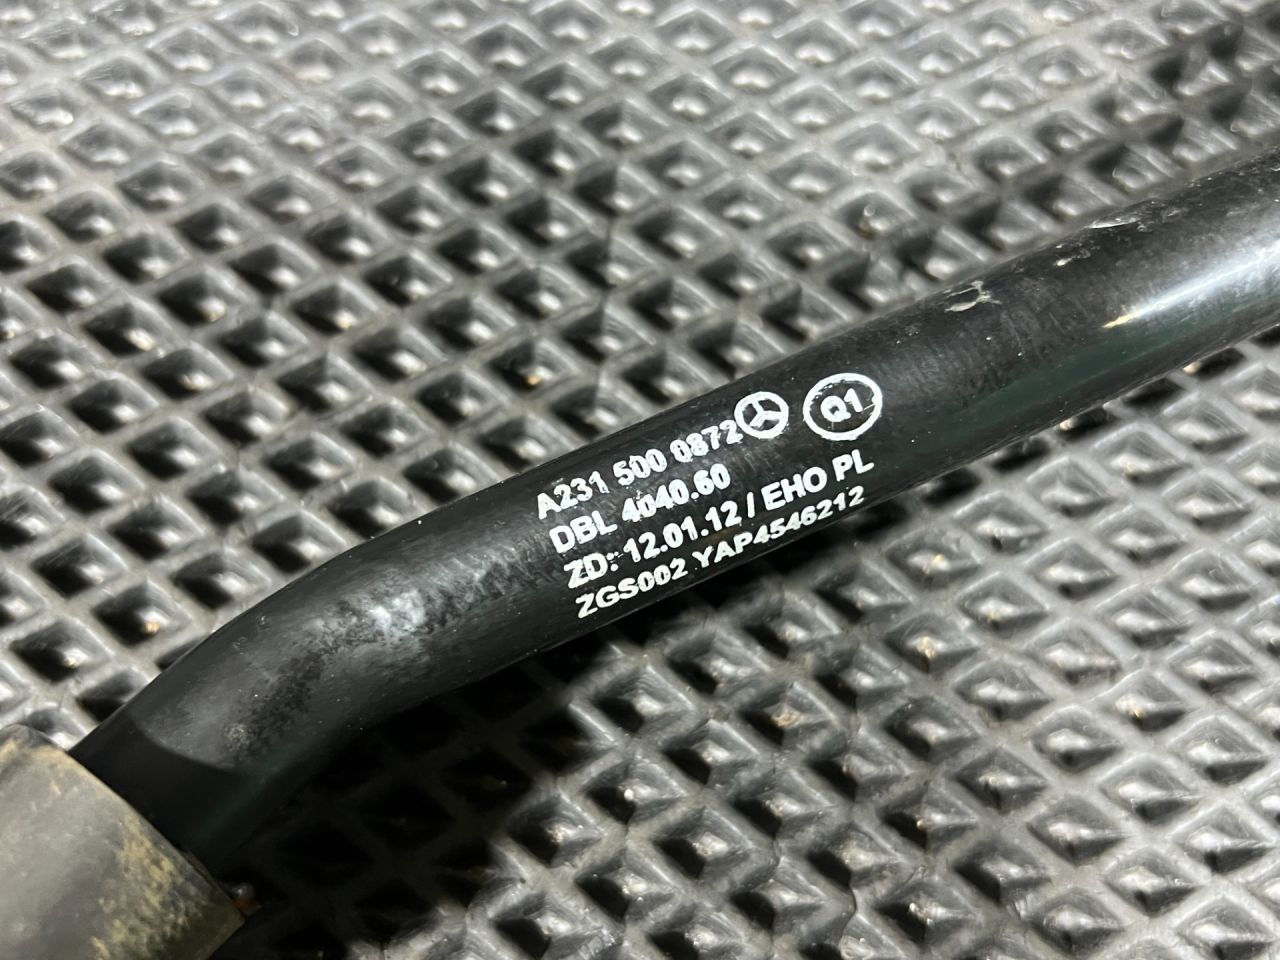 A231 500 0872 Q1
DBL 4040.60
ZD: 12.01.12 / EHO PL
ZGS002 YAP4546212